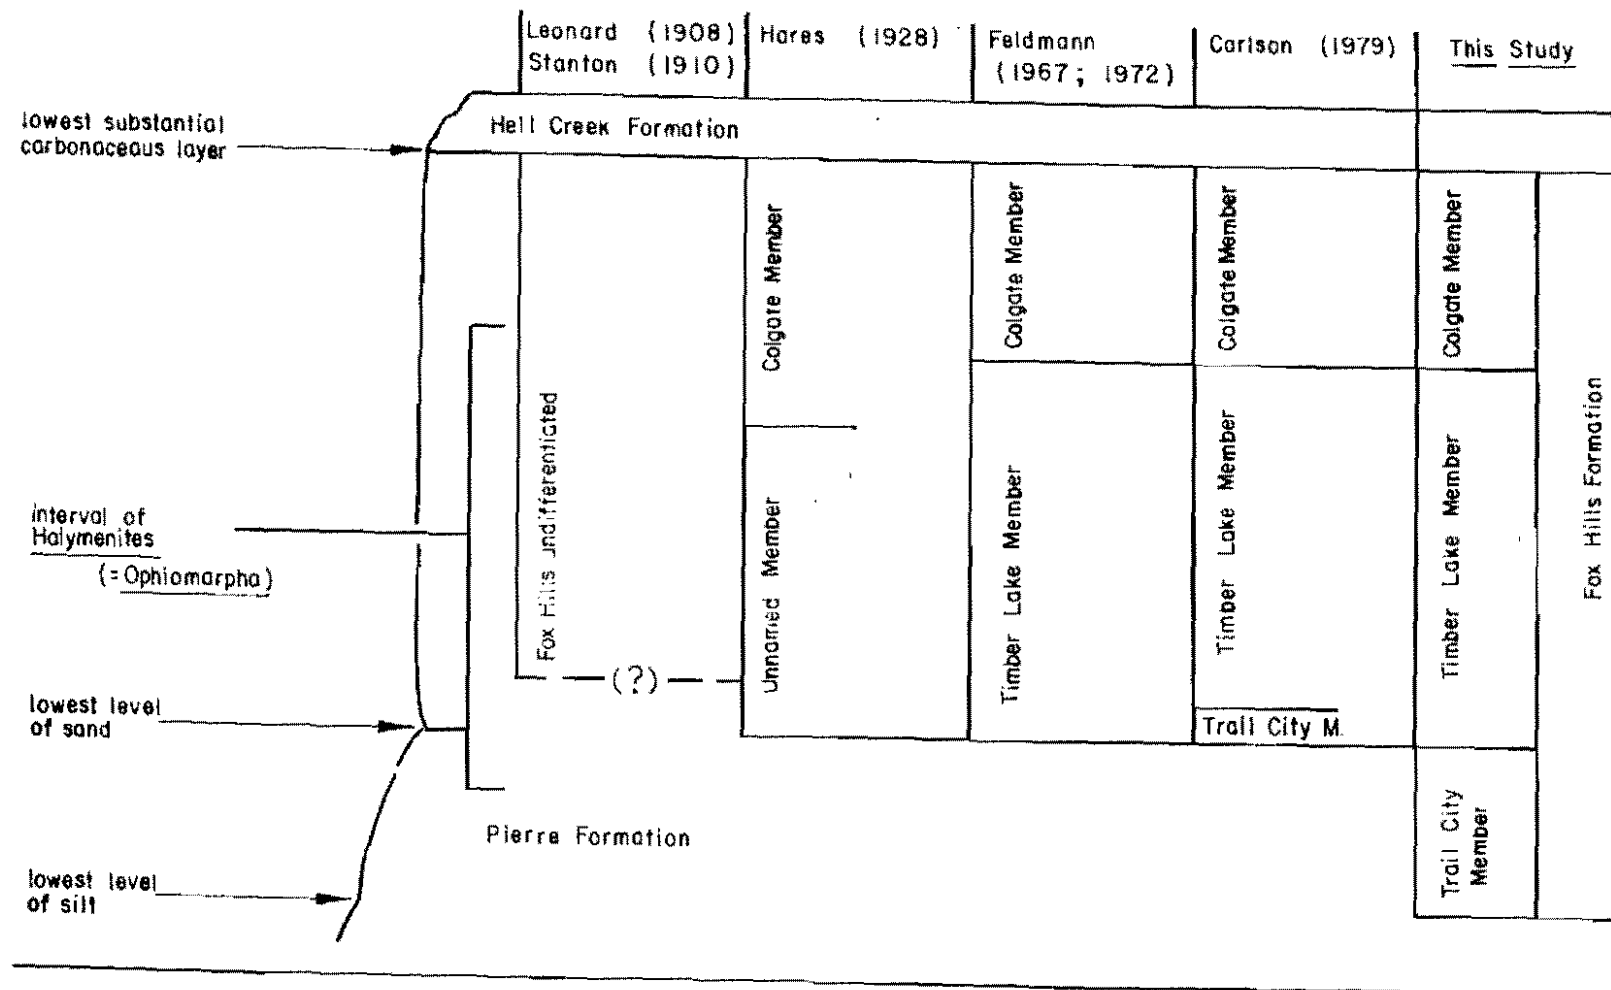 Leonard (1908)
Stanton (1910)
Hares (1928)
Feldmann
(1967; 1972)
Carlson (1979)
This Study
lowest substantial
carbonaceous layer
Hell Creek Formation
Colgate Member
Colgate Member
Colgate Member
Colgate Member
Fox Hills undifferentiated
Unnamed Member
Timber Lake Member
Timber Lake Member
Timber Lake Member
Fox Hills Formation
interval of
Halymenites
(=Ophiomarpha)
(?)
lowest level
of sand
Trail City M.
Pierre Formation
Trail City
Member
lowest level
of silt